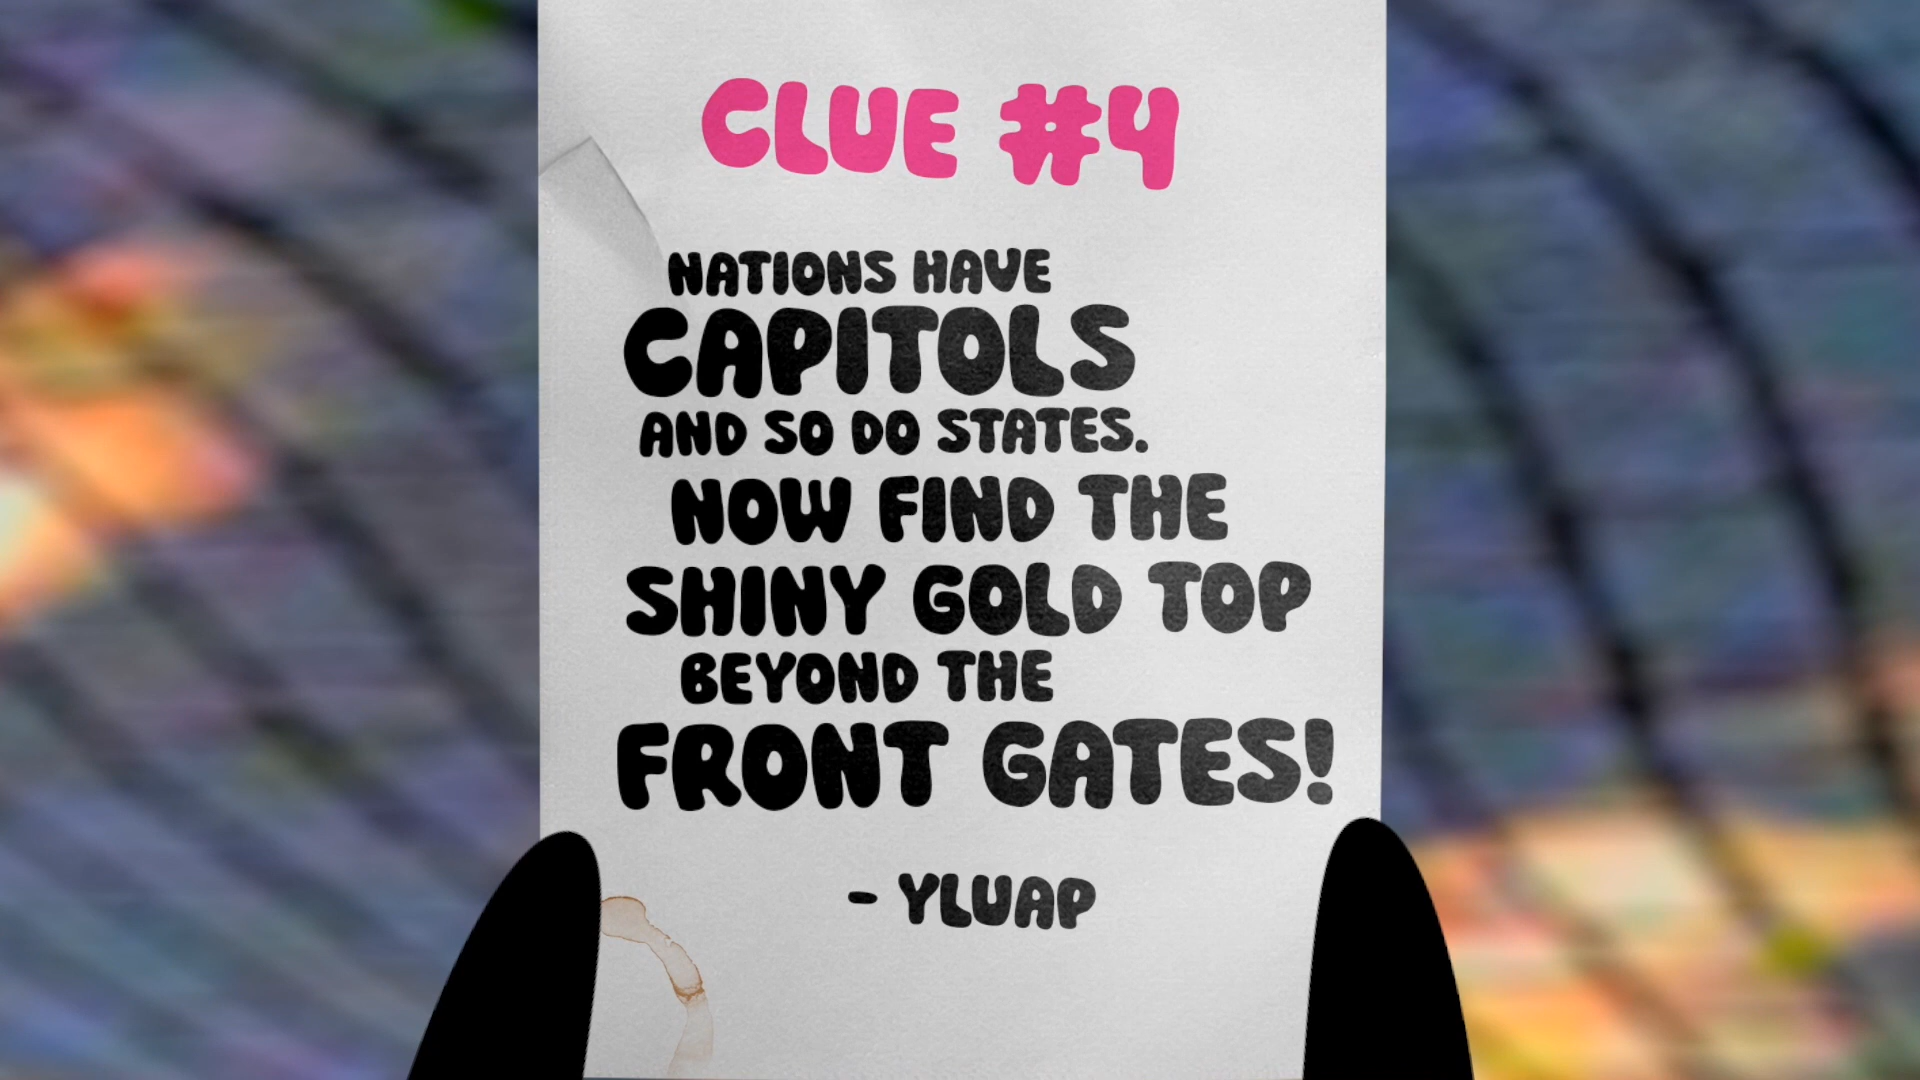 CLUE #4
NATIONS HAVE
CAPITOLS
AND SO DO STATES.
NOW FIND THE
SHINY GOLD TOP
BEYOND THE
FRONT GATES!
- YLUAP